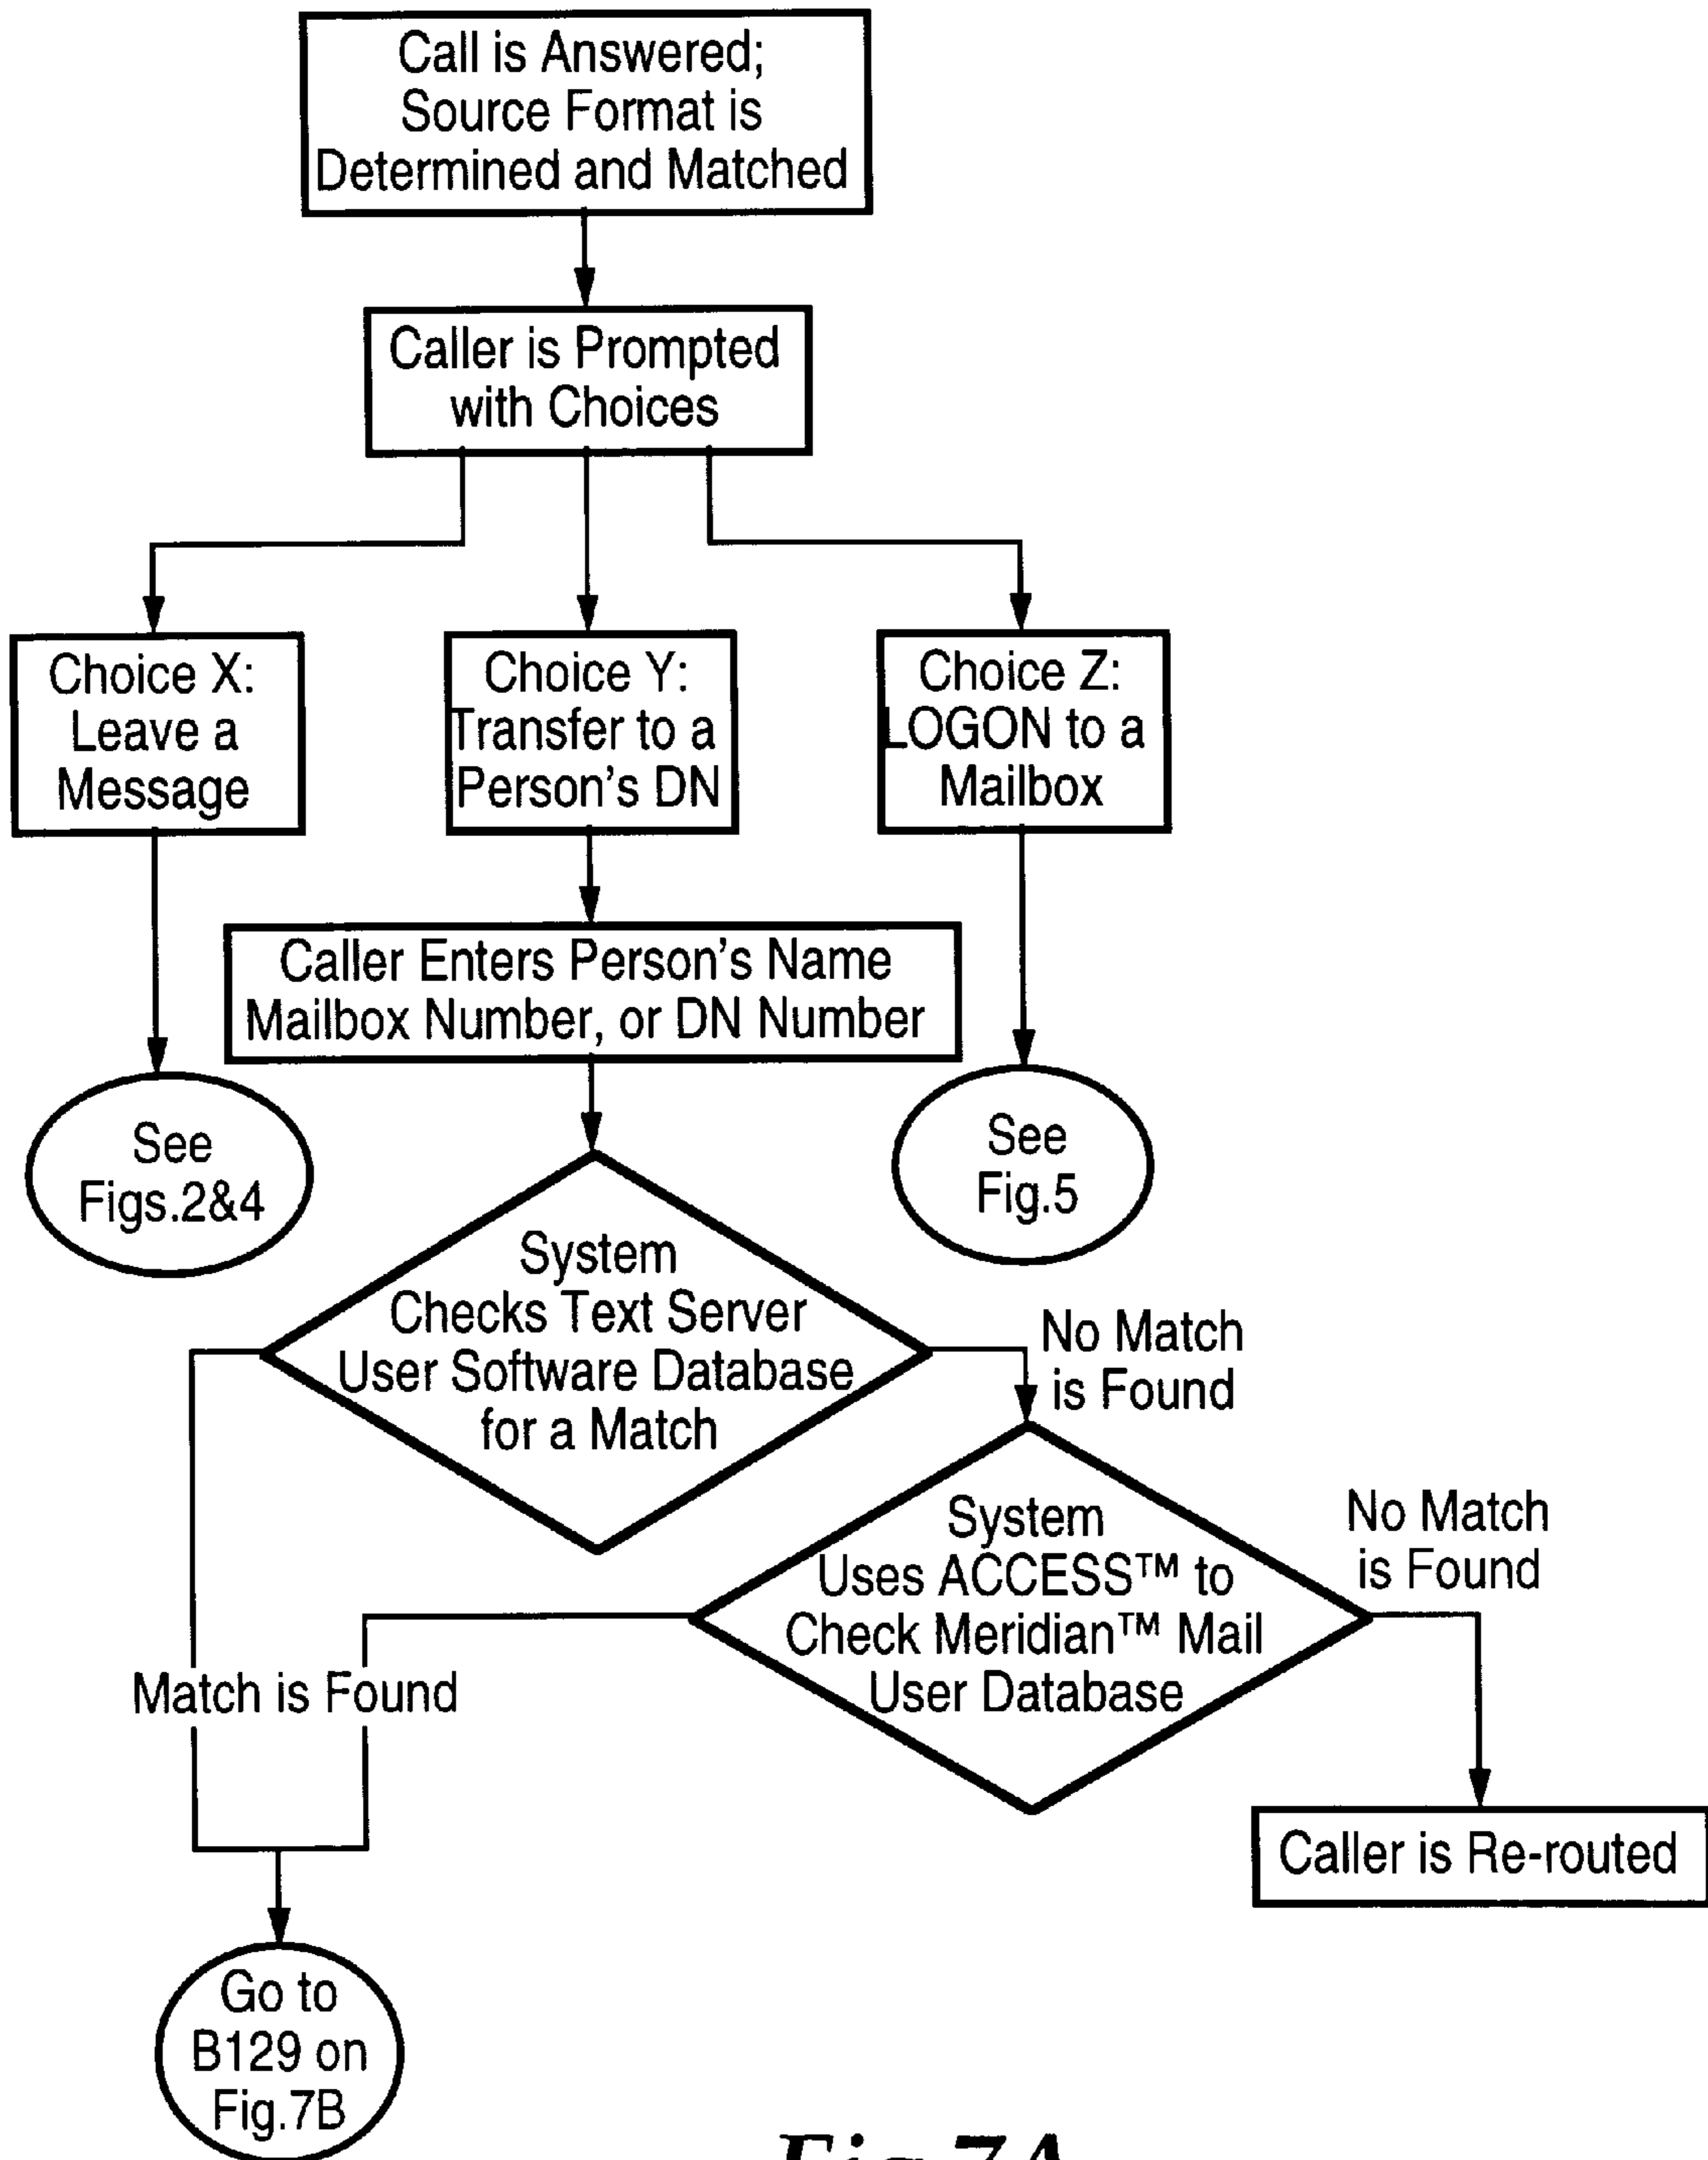 Call is Answered;
Source Format is
Determined and Matched
Caller is Prompted
with Choices
Choice X:
Leave a
Message
Choice Y:
Transfer to a
Person's DN
Choice Z:
LOGON to a
Mailbox
Caller Enters Person's Name
Mailbox Number, or DN Number
See
Figs.2&4
See
Fig.5
System
Checks Text Server
User Software Database
for a Match
No Match
is Found
System
Uses ACCESS™ to
Check Meridian™ Mail
User Database
No Match
is Found
Match is Found
Caller is Re-routed
Go to
B129 on
Fig.7B
Fig.7A